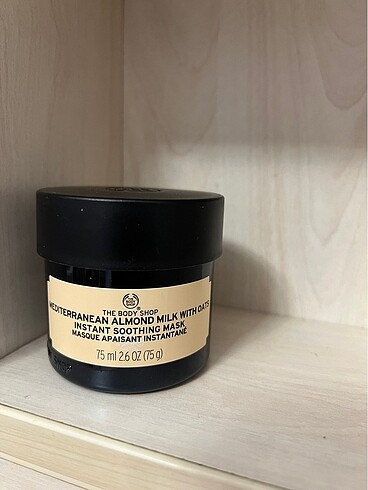 THE BODY SHOP
MEDITERRANEAN ALMOND MILK WITH OATS
INSTANT SOOTHING MASK
MASQUE APAISANT INSTANTANÉ
75 ml 2.6 OZ (75 g)